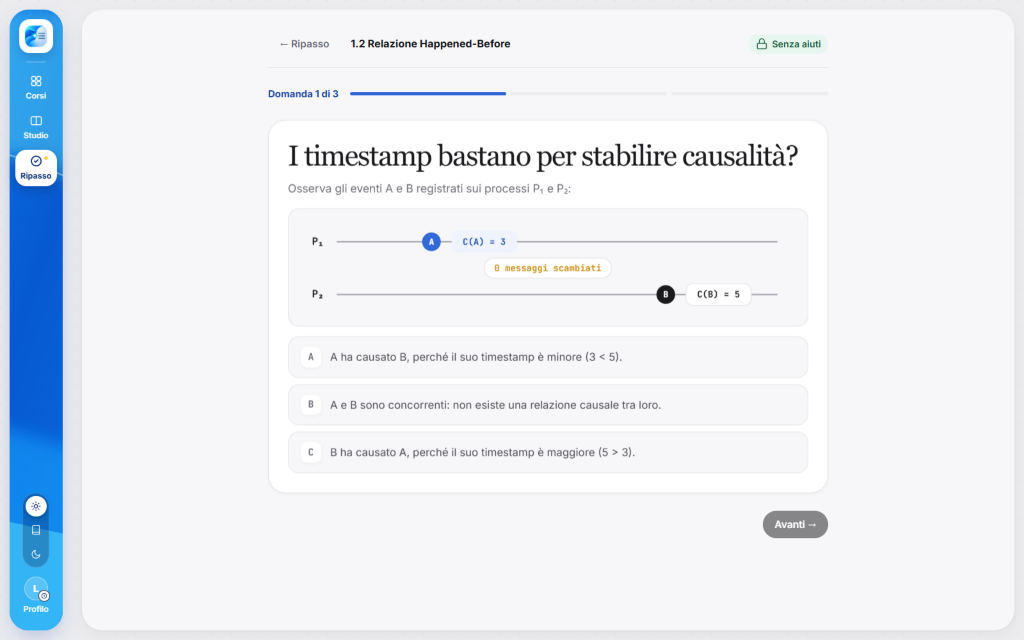 Corsi
Studio
Ripasso
L
Profilo
← Ripasso
1.2 Relazione Happened-Before
Senza aiuti
Domanda 1 di 3
I timestamp bastano per stabilire causalità?
Osserva gli eventi A e B registrati sui processi P₁ e P₂:
P₁
A
C(A) = 3
0 messaggi scambiati
P₂
B
C(B) = 5
A A ha causato B, perché il suo timestamp è minore (3 < 5).
B A e B sono concorrenti: non esiste una relazione causale tra loro.
C B ha causato A, perché il suo timestamp è maggiore (5 > 3).
Avanti →